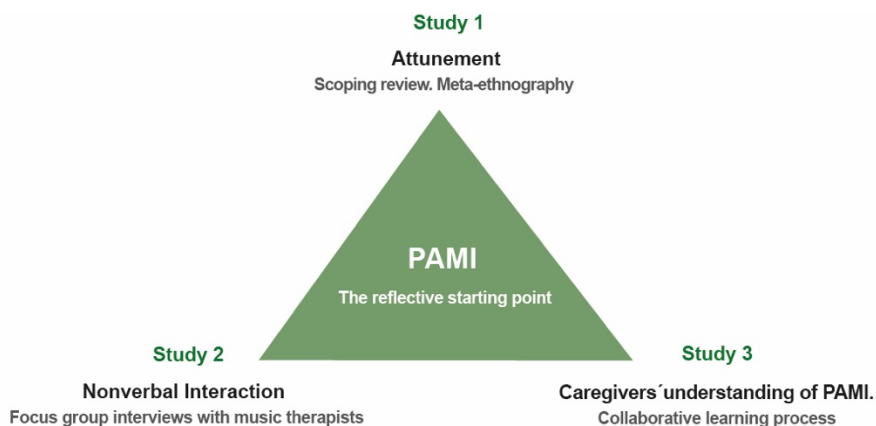 Study 1
Attunement
Scoping review. Meta-ethnography
PAMI
The reflective starting point
Study 2
Nonverbal Interaction
Focus group interviews with music therapists
Study 3
Caregivers´understanding of PAMI.
Collaborative learning process